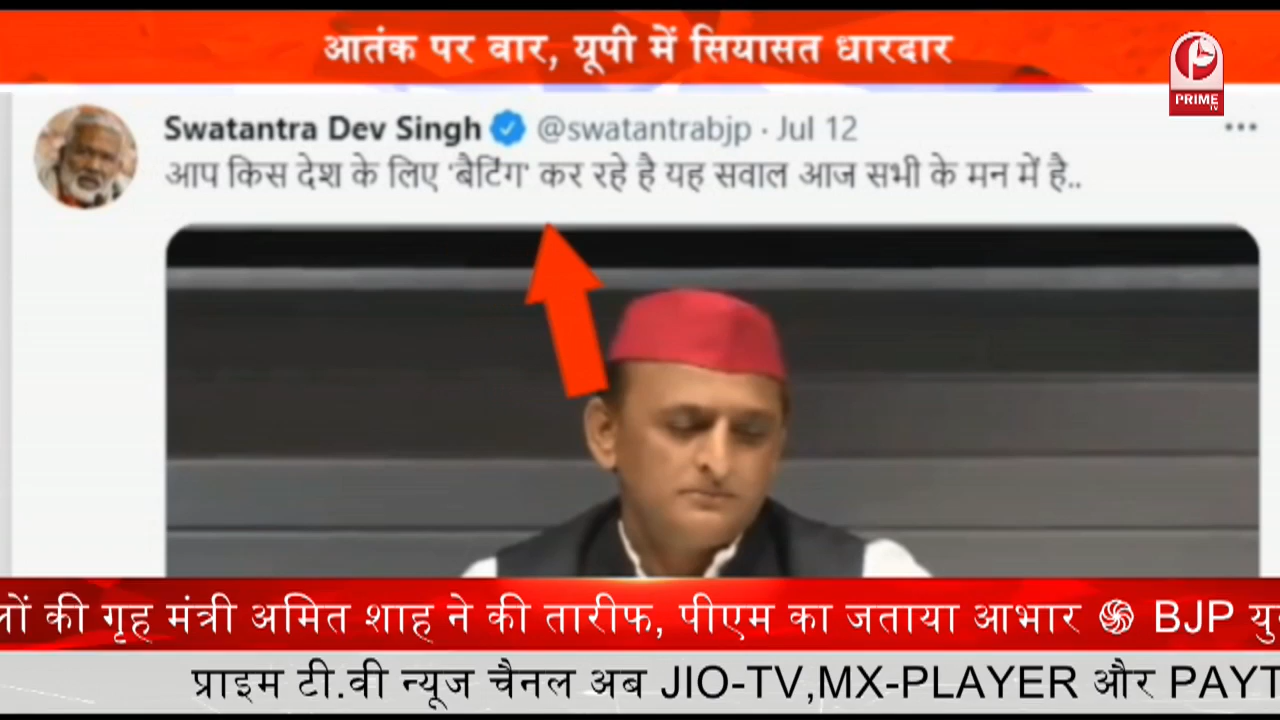 आतंक पर वार, यूपी में सियासत धारदार
PRIME
TV
Swatantra Dev Singh @swatantrabjp · Jul 12
आप किस देश के लिए 'बैटिंग' कर रहे है यह सवाल आज सभी के मन में है..
की गृह मंत्री अमित शाह ने की तारीफ, पीएम का जताया आभार BJP
प्राइम टी.वी न्यूज चैनल अब JIO-TV,MX-PLAYER और PAYT